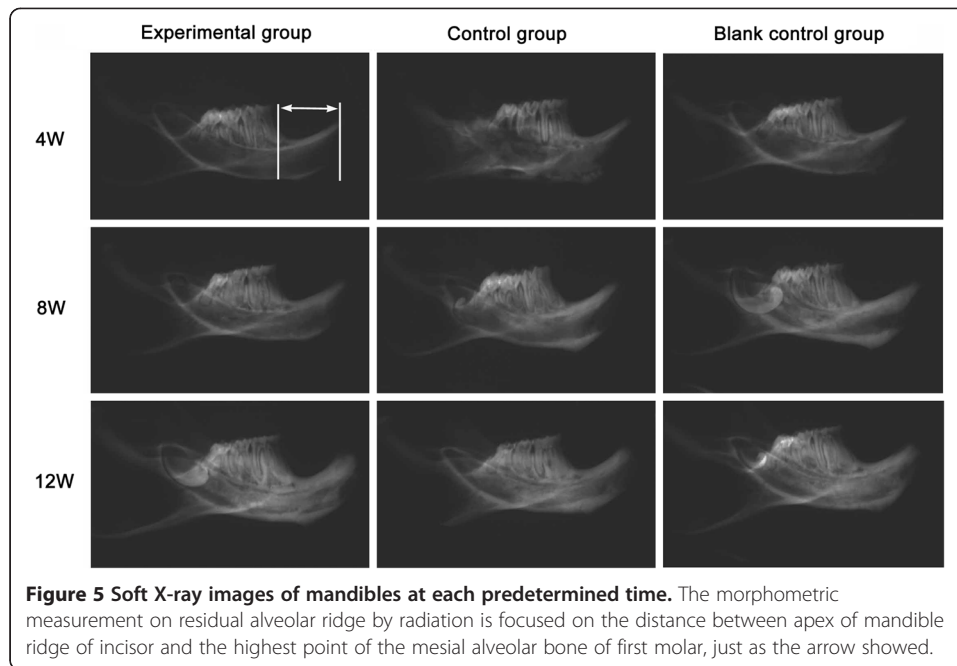 Experimental group Control group Blank control group
4W
8W
12W
Figure 5 Soft X-ray images of mandibles at each predetermined time. The morphometric
measurement on residual alveolar ridge by radiation is focused on the distance between apex of mandible
ridge of incisor and the highest point of the mesial alveolar bone of first molar, just as the arrow showed.